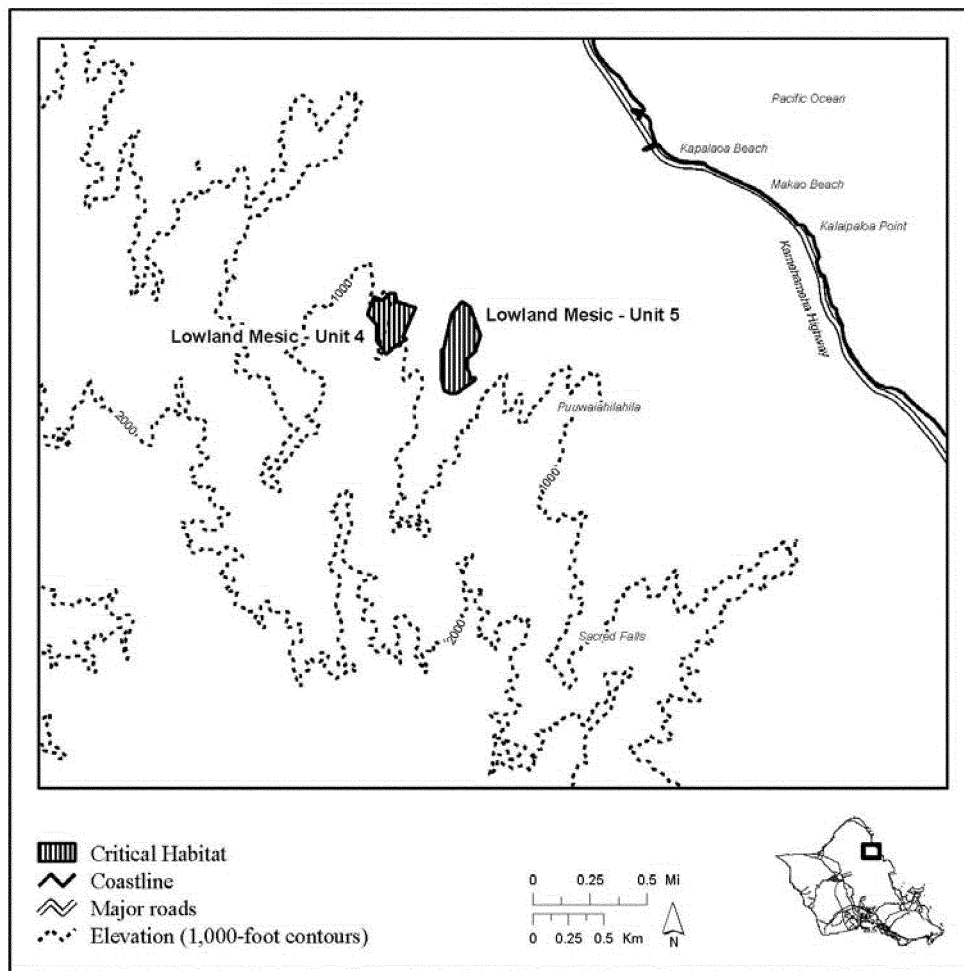 Pacific Ocean
Kapalaoa Beach
Makao Beach
Kalaipaloa Point
Kamehameha Highway
1000
Lowland Mesic - Unit 4
Lowland Mesic - Unit 5
2000
Puuwaiahilahila
1000
2000
Sacred Falls
Critical Habitat
Coastline
Major roads
Elevation (1,000-foot contours)
0 0.25 0.5 Mi
0 0.25 0.5 Km
N